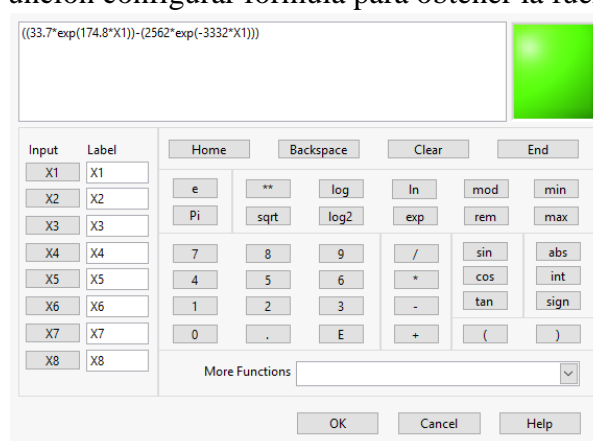 unción configurar fórmula para obtener la fuer
((33.7*exp(174.8*X1))-(2562*exp(-3332*X1)))
Input Label Home Backspace Clear End
X1 X1
e ** log ln mod min
X2 X2
Pi sqrt log2 exp rem max
X3 X3
X4 X4 7 8 9 / sin abs
X5 X5 4 5 6 * cos int
X6 X6 1 2 3 - tan sign
X7 X7 0 . E + ( )
X8 X8 More Functions
OK Cancel Help